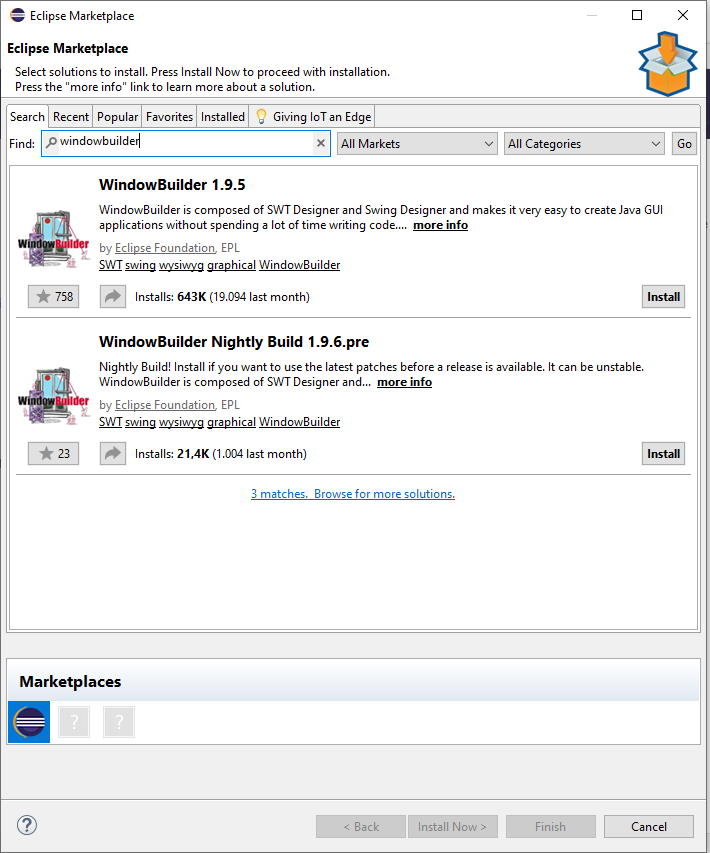 Eclipse Marketplace
Eclipse Marketplace
Select solutions to install. Press Install Now to proceed with installation.
Press the "more info" link to learn more about a solution.
Search Recent Popular Favorites Installed Giving IoT an Edge
Find: windowbuilder All Markets All Categories Go
WindowBuilder 1.9.5
WindowBuilder is composed of SWT Designer and Swing Designer and makes it very easy to create Java GUI
applications without spending a lot of time writing code.... more info
WindowBuilder
by Eclipse Foundation, EPL
SWT swing wysiwyg graphical WindowBuilder
758 Installs: 643K (19.094 last month) Install
WindowBuilder Nightly Build 1.9.6.pre
Nightly Build! Install if you want to use the latest patches before a release is available. It can be unstable.
WindowBuilder is composed of SWT Designer and... more info
WindowBuilder
by Eclipse Foundation, EPL
SWT swing wysiwyg graphical WindowBuilder
23 Installs: 21,4K (1.004 last month) Install
3 matches. Browse for more solutions.
Marketplaces
? ?
? < Back Install Now > Finish Cancel